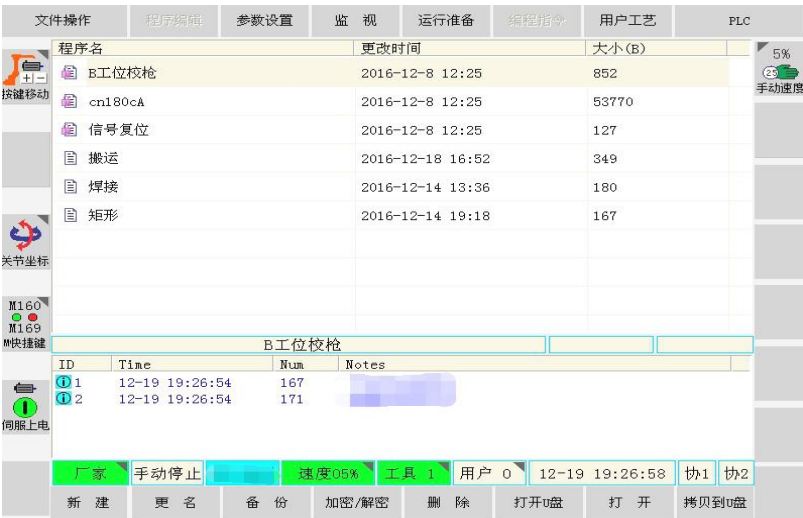 文件操作 程序编辑 参数设置 监 视 运行准备 编程指令 用户工艺 PLC
程序名 更改时间 大小(B)
B工位校枪 2016-12-8 12:25 852
cnl80cA 2016-12-8 12:25 53770
信号复位 2016-12-8 12:25 127
搬运 2016-12-18 16:52 349
焊接 2016-12-14 13:36 180
矩形 2016-12-14 19:18 167
+ -
按键移动
5%
25
手动速度
关节坐标
M160
M169
M快捷键
伺服上电
B工位校枪
ID Time Num Notes
1 12-19 19:26:54 167
2 12-19 19:26:54 171
厂家 手动停止 速度05% 工具 1 用户 0 12-19 19:26:58 协1 协2
新 建 更 名 备 份 加密/解密 删 除 打开U盘 打 开 拷贝到U盘